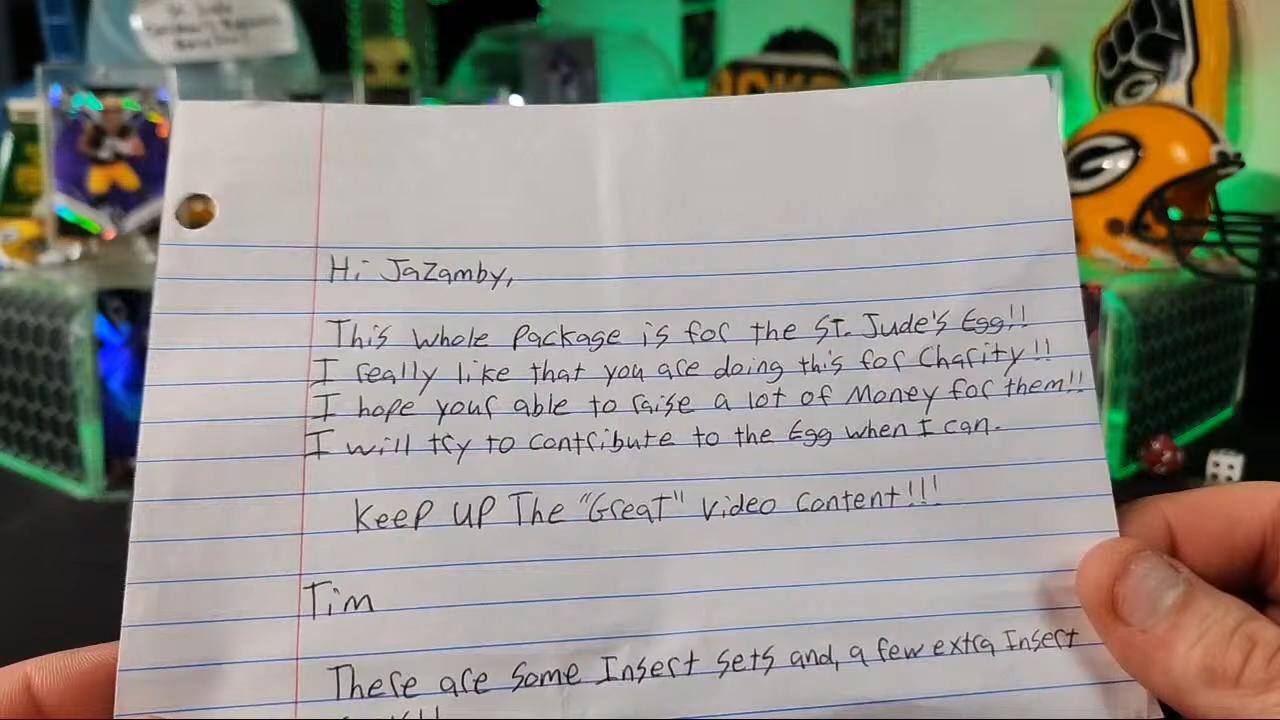 Hi Jazamby,
This whole package is for the St. Jude's Egg!!
I really like that you are doing this for Charity!!
I hope your able to raise a lot of Money for them!!
I will try to contribute to the Egg when I can.
Keep up The "Great" video content!!!
Tim
There are some Insert sets and, a few extra Insert
G